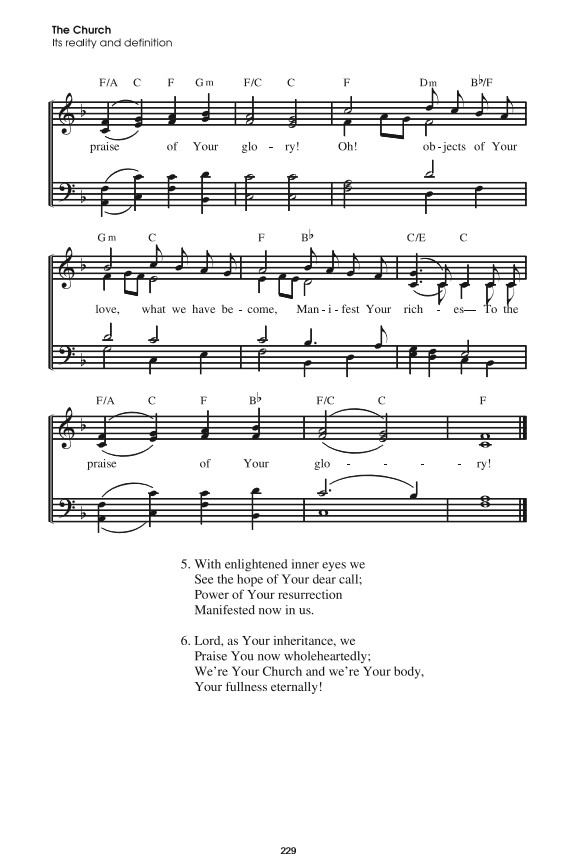 The Church
Its reality and definition
F/A C F Gm F/C C F Dm B♭/F
praise of Your glo - ry! Oh! ob-jects of Your
Gm C F B♭ C/E C
love, what we have be - come, Man - i - fest Your rich - es— To the
F/A C F B♭ F/C C F
praise of Your glo - - - - ry!
5. With enlightened inner eyes we
See the hope of Your dear call;
Power of Your resurrection
Manifested now in us.
6. Lord, as Your inheritance, we
Praise You now wholeheartedly;
We're Your Church and we're Your body,
Your fullness eternally!
229